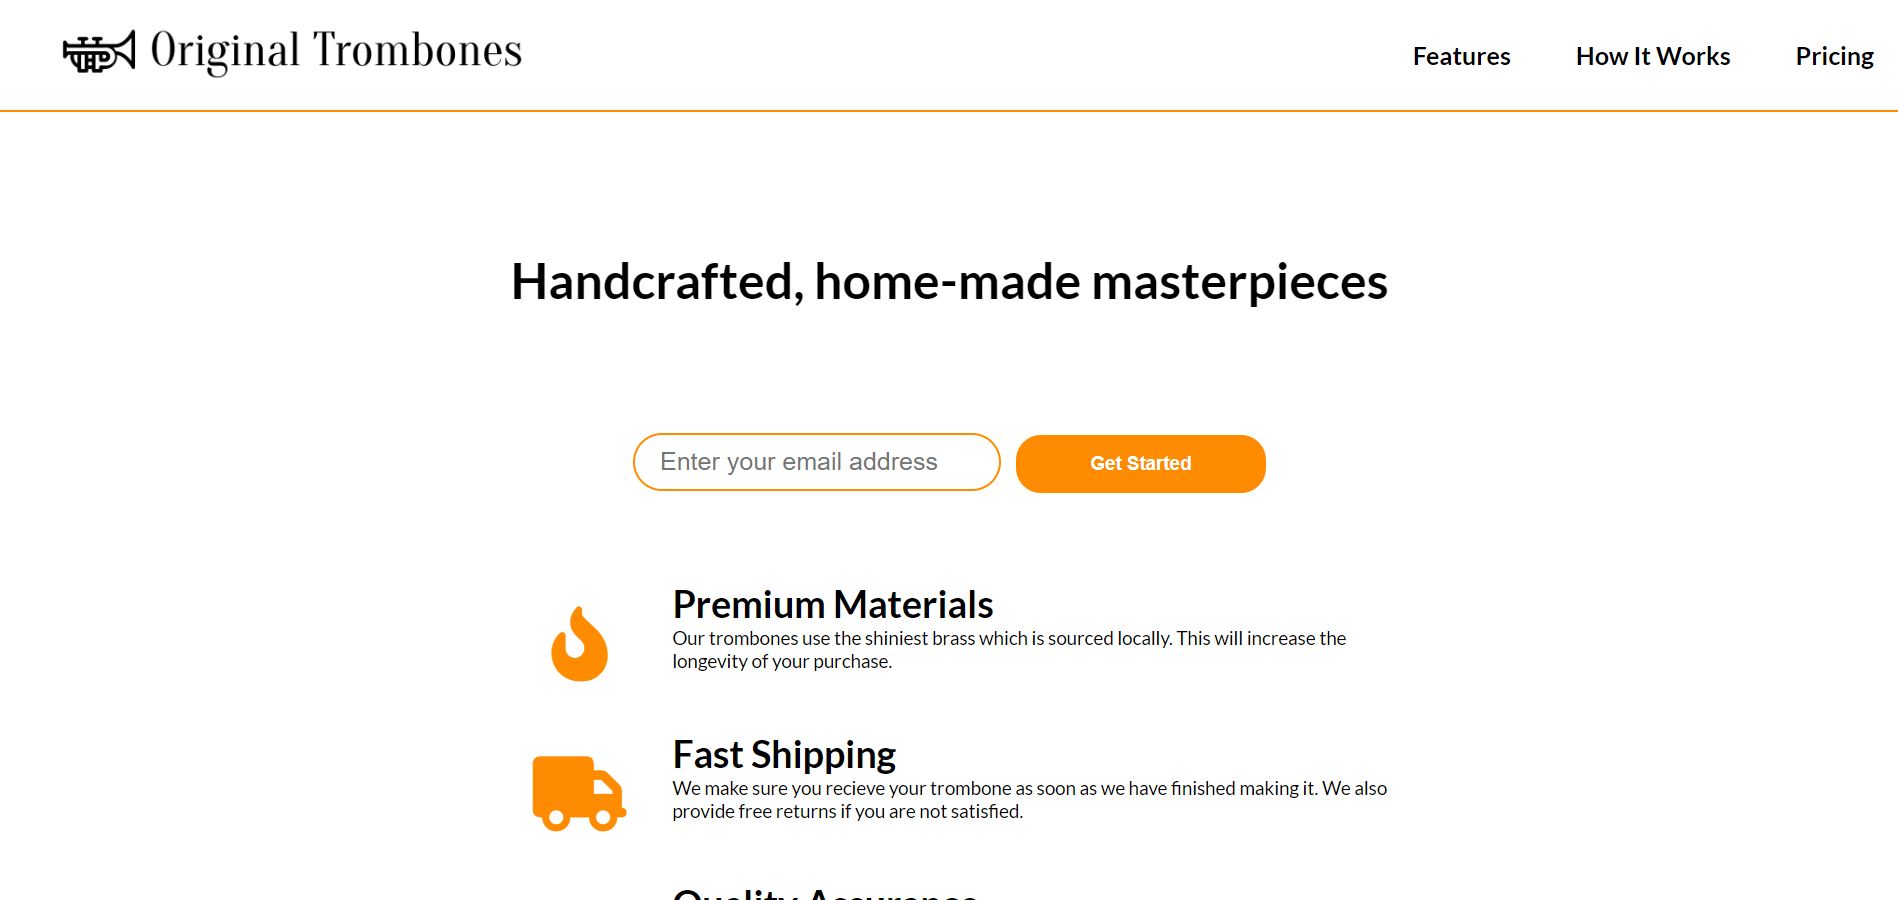 Original Trombones
Features
How It Works
Pricing
Handcrafted, home-made masterpieces
Enter your email address
Get Started
Premium Materials
Our trombones use the shiniest brass which is sourced locally. This will increase the
longevity of your purchase.
Fast Shipping
We make sure you recieve your trombone as soon as we have finished making it. We also
provide free returns if you are not satisfied.
Quality Assurance